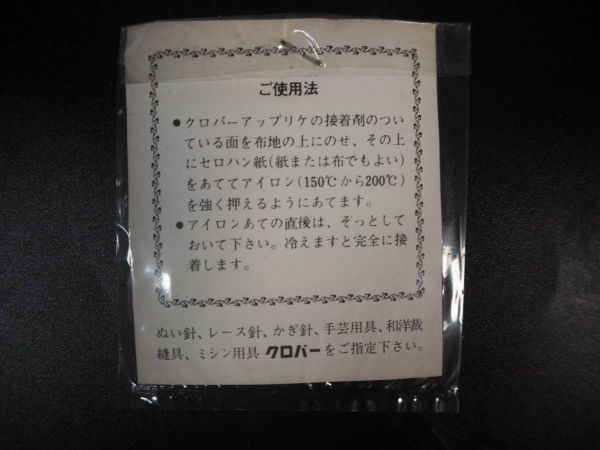 ご使用法
●クロバーアップリケの接着剤のつい
ている面を布地の上にのせ、その上
にセロハン紙(紙または布でもよい)
をあててアイロン(150℃から200℃)
を強く押えるようにあてます。
●アイロンあての直後は、ぞっとして
おいて下さい。冷えますと完全に接
着します。
ぬい針、レース針、かぎ針、手芸用具、和洋裁
縫具、ミシン用具クロバーをご指定下さい。